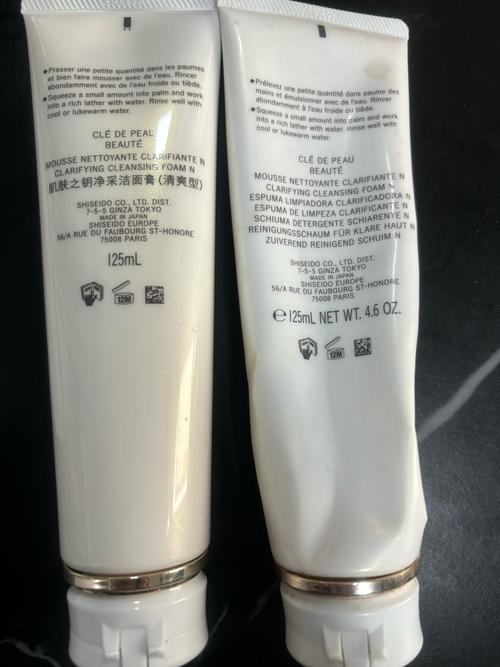 ●Presser une petite quantité dans les paumes
et bien faire mousser avec de l'eau. Rincer
abondamment avec de l'eau froide ou tiède.
●Squeeze a small amount into palm and work
into a rich lather with water. Rinse well with
cool or lukewarm water.
CLÉ DE PEAU
BEAUTÉ
MOUSSE NETTOYANTE CLARIFIANTE N
CLARIFYING CLEANSING FOAM N
肌肤之钥净采洁面膏(清爽型)
SHISEIDO CO., LTD. DIST.
7-5-5 GINZA TOKYO
MADE IN JAPAN
SHISEIDO EUROPE
56/A RUE DU FAUBOURG ST-HONORE
75008 PARIS
125mL
12M
●Prélevez une petite quantité dans paume des
mains et émulsionner avec de l'eau. Rincer
abondamment à l'eau froide ou tiède.
●Squeeze a small amount into palm and work
into a rich lather with water. Rinse well with
cool or lukewarm water.
CLÉ DE PEAU
BEAUTÉ
MOUSSE NETTOYANTE CLARIFIANTE N
CLARIFYING CLEANSING FOAM N
ESPUMA LIMPIADORA CLARIFICADORA N
ESPUMA DE LIMPEZA CLARIFICANTE N
SCHIUMA DETERGENTE SCHIARENTE N
REINIGUNGSSCHAUM FÜR KLARE HAUT N
ZUIVEREND REINIGEND SCHUIM N
SHISEIDO CO., LTD. DIST.
7-5-5 GINZA TOKYO
MADE IN JAPAN
SHISEIDO EUROPE
56/A RUE DU FAUBOURG ST-HONORE
75008 PARIS
℮125mL NET WT. 4.6 OZ.
12M